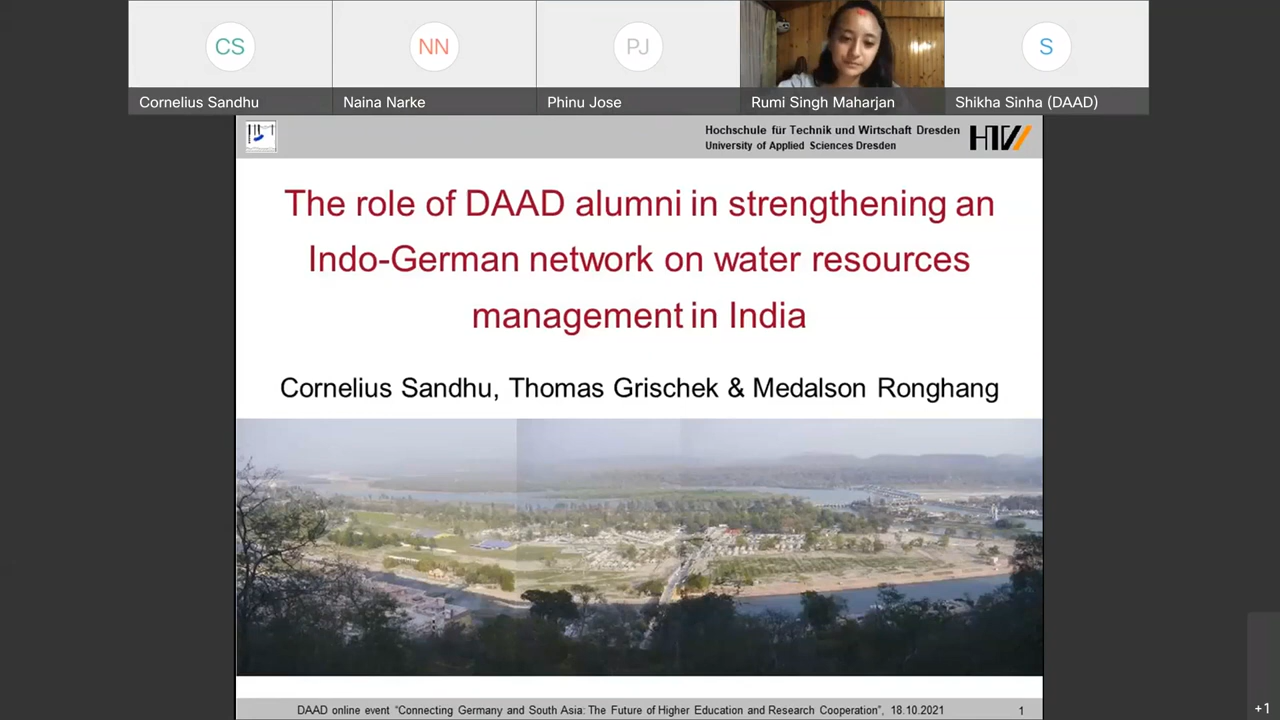 CS
NN
PJ
S
Cornelius Sandhu
Naina Narke
Phinu Jose
Rumi Singh Maharjan
Shikha Sinha (DAAD)
Hochschule für Technik und Wirtschaft Dresden
University of Applied Sciences Dresden
HTW
The role of DAAD alumni in strengthening an
Indo-German network on water resources
management in India
Cornelius Sandhu, Thomas Grischek & Medalson Ronghang
DAAD online event “Connecting Germany and South Asia: The Future of Higher Education and Research Cooperation”, 18.10.2021
1
+1